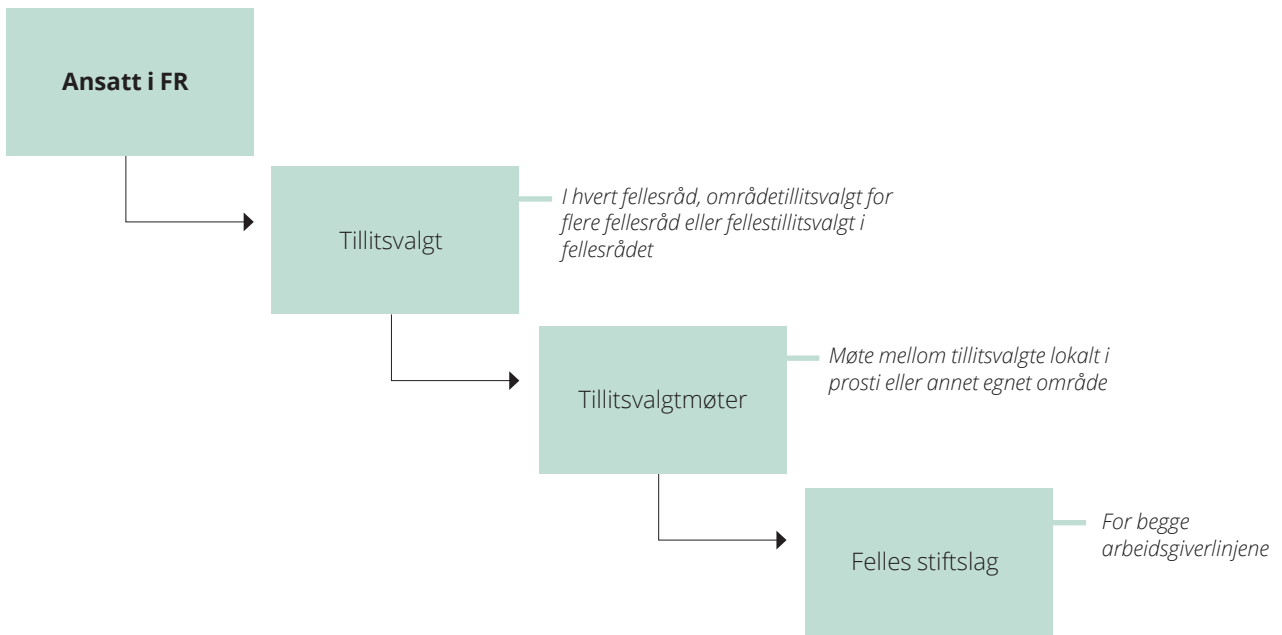 Ansatt i FR
Tillitsvalgt
I hvert fellesråd, områdetillitsvalgt for
flere fellesråd eller fellestillitsvalgt i
fellesrådet
Tillitsvalgtmøter
Møte mellom tillitsvalgte lokalt i
prosti eller annet egnet område
Felles stiftslag
For begge
arbeidsgiverlinjene